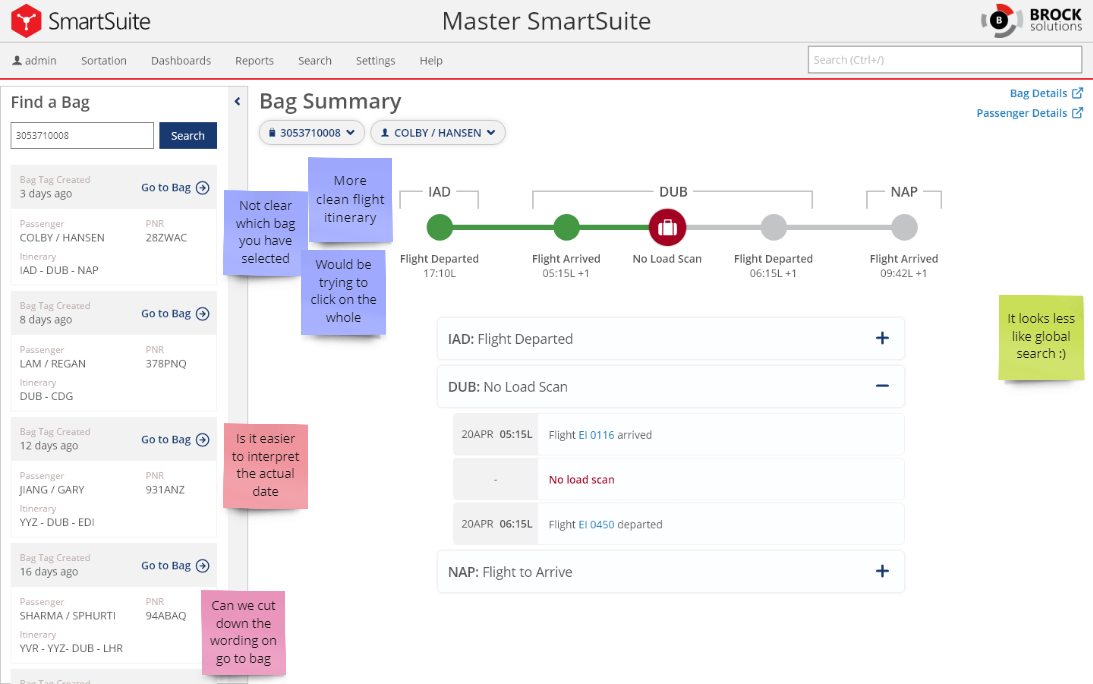 SmartSuite
Master SmartSuite
B
BROCK
solutions
admin
Sortation
Dashboards
Reports
Search
Settings
Help
Search (Ctrl+/)
Find a Bag
3053710008
Search
Bag Tag Created
3 days ago
Go to Bag
Passenger
PNR
COLBY / HANSEN
28ZWAC
Itinerary
IAD - DUB - NAP
Bag Tag Created
8 days ago
Go to Bag
Passenger
PNR
LAM / REGAN
378PNQ
Itinerary
DUB - CDG
Bag Tag Created
12 days ago
Go to Bag
Passenger
PNR
JIANG / GARY
931ANZ
Itinerary
YYZ - DUB - EDI
Bag Tag Created
16 days ago
Go to Bag
Passenger
PNR
SHARMA / SPHURTI
94ABAQ
Itinerary
YVR - YYZ- DUB - LHR
Bag Tag Created
Not clear
which bag
you have
selected
More
clean flight
itinerary
Would be
trying to
click on the
whole
Is it easier
to interpret
the actual
date
Can we cut
down the
wording on
go to bag
Bag Summary
Bag Details
Passenger Details
3053710008
COLBY / HANSEN
IAD
DUB
NAP
Flight Departed
17:10L
Flight Arrived
05:15L +1
No Load Scan
Flight Departed
06:15L +1
Flight Arrived
09:42L +1
IAD: Flight Departed
DUB: No Load Scan
20APR 05:15L
Flight EI 0116 arrived
-
No load scan
20APR 06:15L
Flight EI 0450 departed
NAP: Flight to Arrive
It looks less
like global
search :)